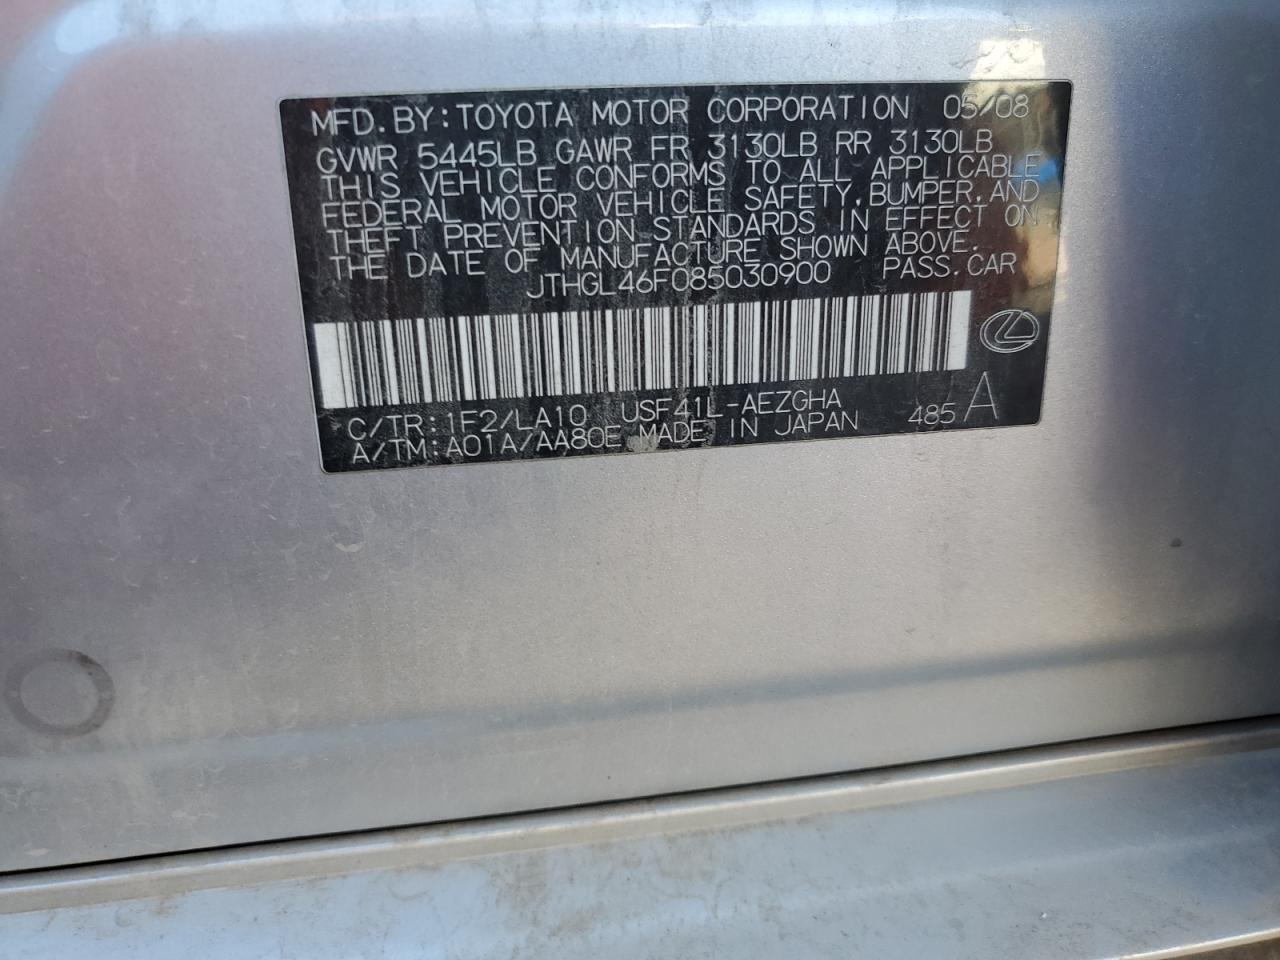 MFD. BY: TOYOTA MOTOR CORPORATION 05/08
GVWR 5445LB GAWR FR 3130LB RR 3130LB
THIS VEHICLE CONFORMS TO ALL APPLICABLE
FEDERAL MOTOR VEHICLE SAFETY, BUMPER, AND
THEFT PREVENTION STANDARDS IN EFFECT ON
THE DATE OF MANUFACTURE SHOWN ABOVE.
JTHGL46F085030900 PASS. CAR
C/TR: 1F2/LA10 USF41L-AEZGHA 485 A
A/TM: A01A/AA80E MADE IN JAPAN